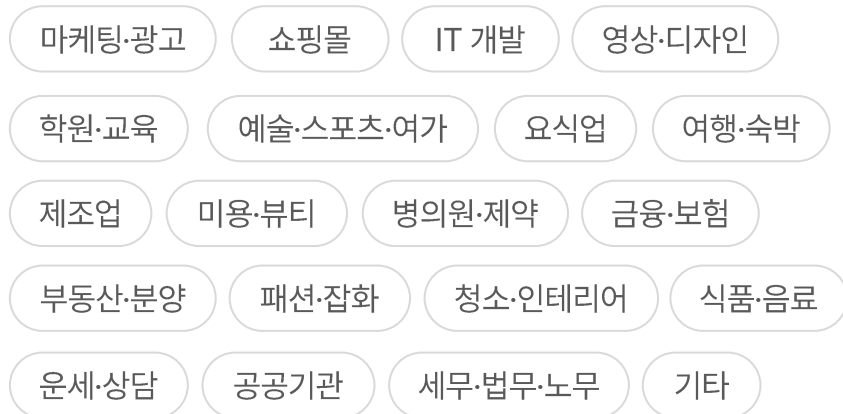 마케팅·광고 쇼핑몰 IT 개발 영상·디자인
학원·교육 예술·스포츠·여가 요식업 여행·숙박
제조업 미용·뷰티 병의원·제약 금융·보험
부동산·분양 패션·잡화 청소·인테리어 식품·음료
운세·상담 공공기관 세무·법무·노무 기타